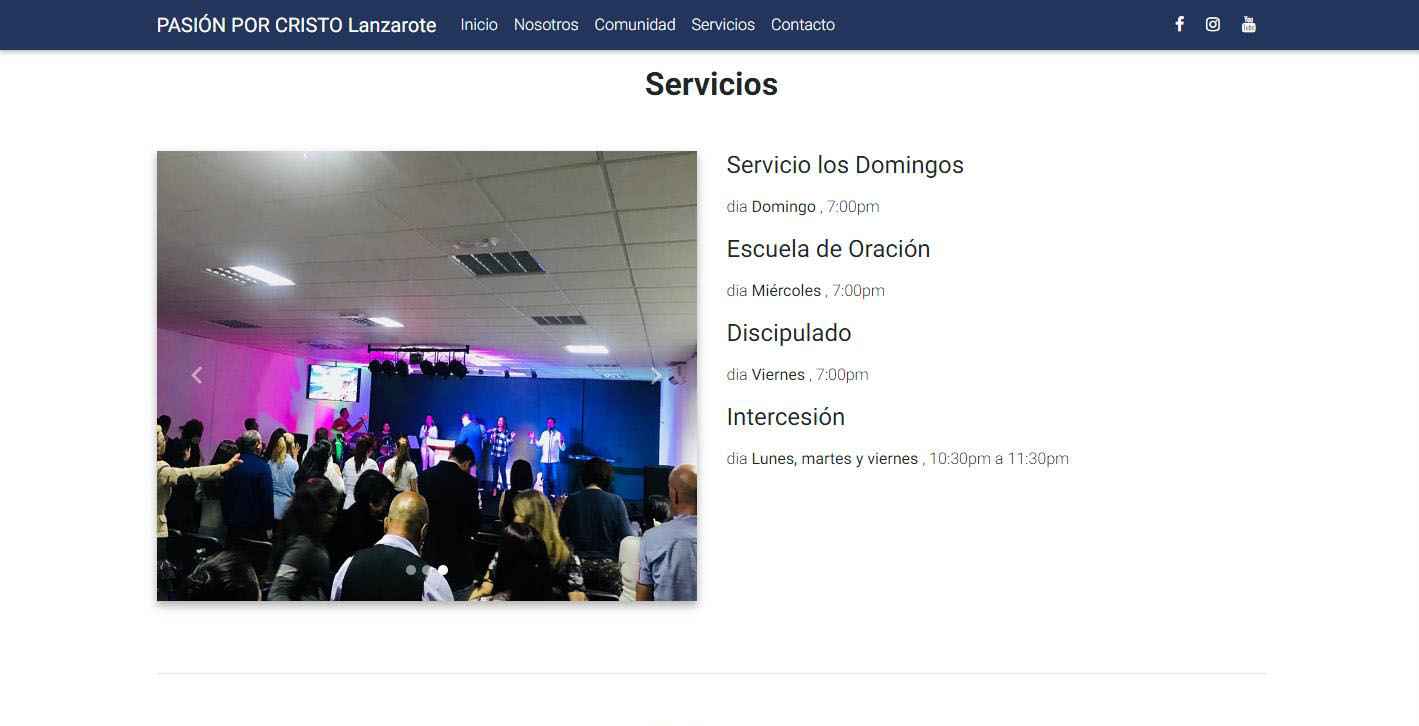 PASIÓN POR CRISTO Lanzarote Inicio Nosotros Comunidad Servicios Contacto
Servicios
Servicio los Domingos
dia Domingo , 7:00pm
Escuela de Oración
dia Miércoles , 7:00pm
Discipulado
dia Viernes , 7:00pm
Intercesión
dia Lunes, martes y viernes , 10:30pm a 11:30pm